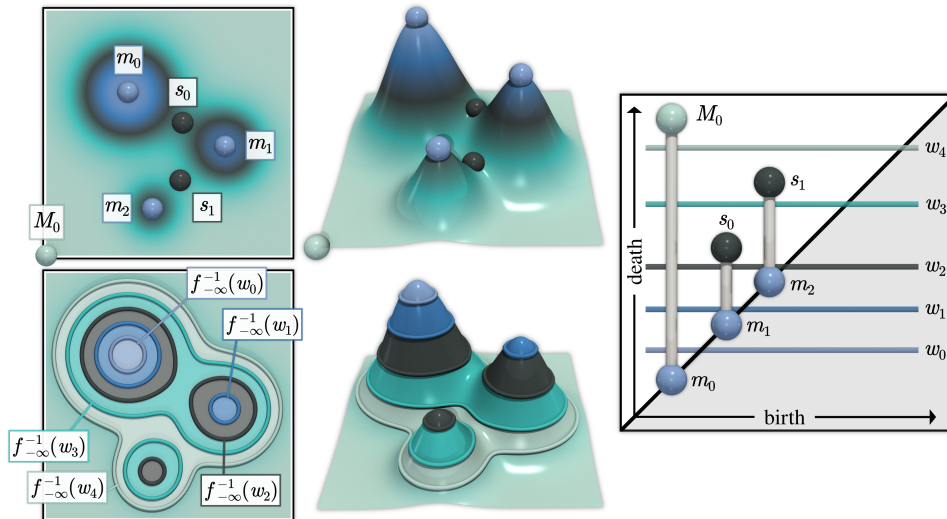 m₀
s₀
m₁
m₂
s₁
M₀
f₋∞⁻¹(w₀)
f₋∞⁻¹(w₁)
f₋∞⁻¹(w₃)
f₋∞⁻¹(w₄)
f₋∞⁻¹(w₂)
M₀
w₄
s₁
w₃
s₀
w₂
death
m₂
w₁
m₁
w₀
m₀
birth